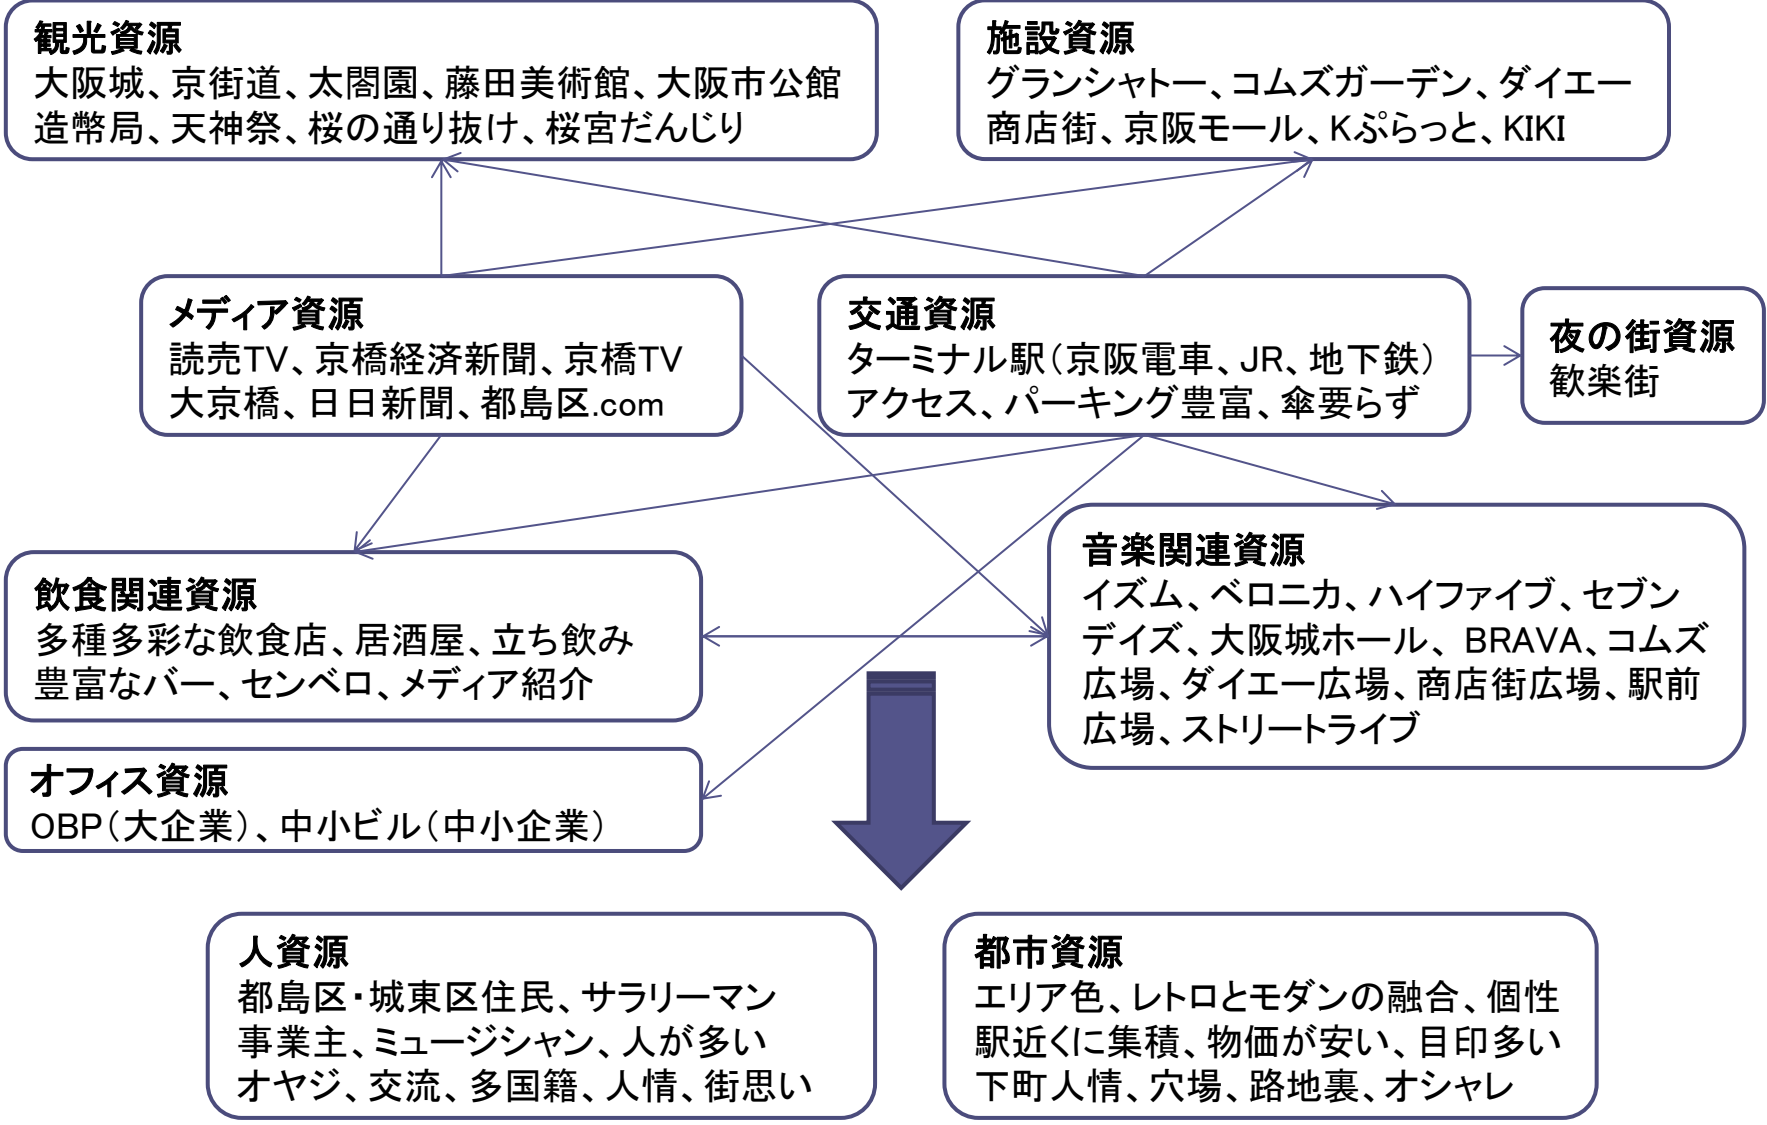 観光資源
大阪城、京街道、太閤園、藤田美術館、大阪市公館
造幣局、天神祭、桜の通り抜け、桜宮だんじり
施設資源
グランシャトー、コムズガーデン、ダイエー
商店街、京阪モール、Kぷらっと、KIKI
メディア資源
読売TV、京橋経済新聞、京橋TV
大京橋、日日新聞、都島区.com
交通資源
ターミナル駅（京阪電車、JR、地下鉄）
アクセス、パーキング豊富、傘要らず
夜の街資源
歓楽街
飲食関連資源
多種多彩な飲食店、居酒屋、立ち飲み
豊富なバー、センベロ、メディア紹介
音楽関連資源
イズム、ベロニカ、ハイファイブ、セブン
デイズ、大阪城ホール、BRAVA、コムズ
広場、ダイエー広場、商店街広場、駅前
広場、ストリートライブ
オフィス資源
OBP（大企業）、中小ビル（中小企業）
人資源
都島区・城東区住民、サラリーマン
事業主、ミュージシャン、人が多い
オヤジ、交流、多国籍、人情、街思い
都市資源
エリア色、レトロとモダンの融合、個性
駅近くに集積、物価が安い、目印多い
下町人情、穴場、路地裏、オシャレ